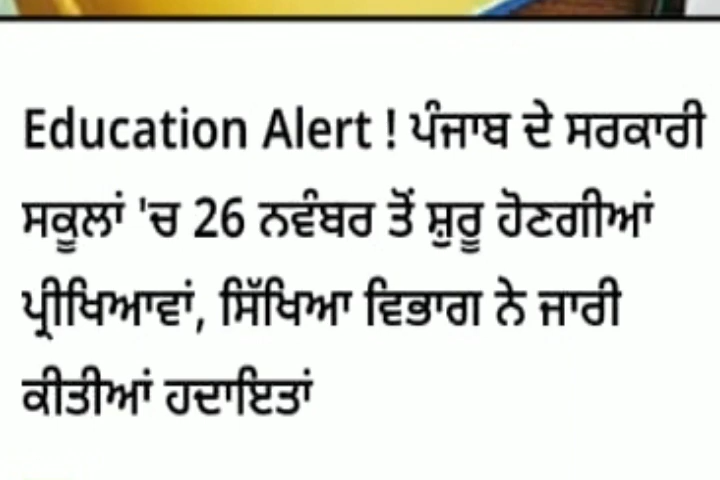 Education Alert ! ਪੰਜਾਬ ਦੇ ਸਰਕਾਰੀ
ਸਕੂਲਾਂ 'ਚ 26 ਨਵੰਬਰ ਤੋਂ ਸ਼ੁਰੂ ਹੋਣਗੀਆਂ
ਪ੍ਰੀਖਿਆਵਾਂ, ਸਿੱਖਿਆ ਵਿਭਾਗ ਨੇ ਜਾਰੀ
ਕੀਤੀਆਂ ਹਦਾਇਤਾਂ